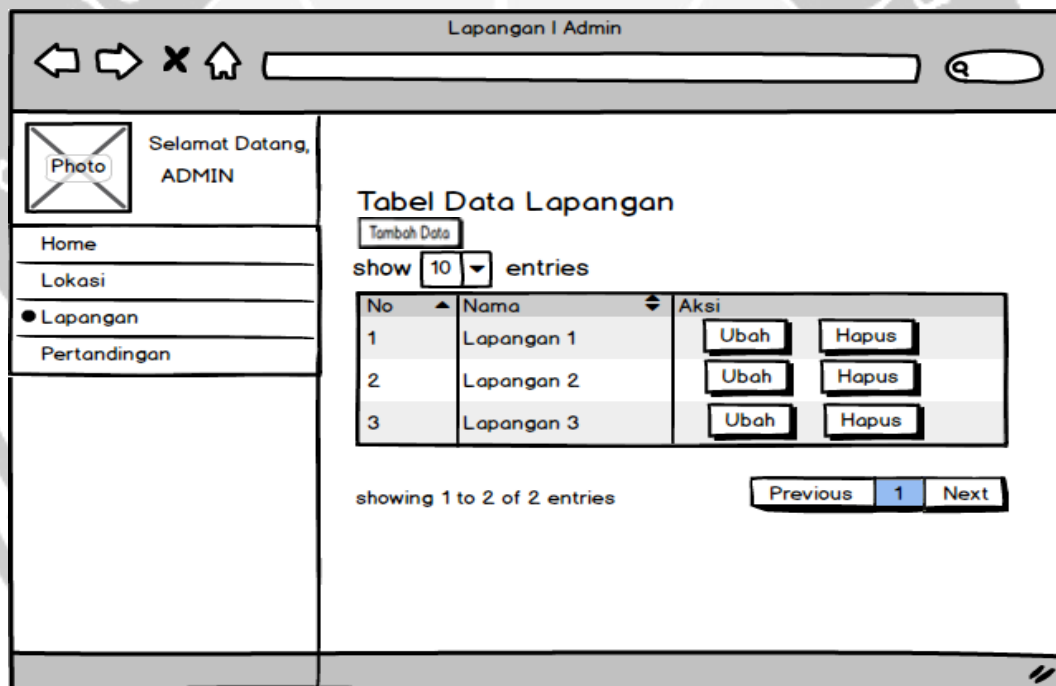 Lapangan | Admin
Photo
Selamat Datang,
ADMIN
Home
Lokasi
Lapangan
Pertandingan
Tabel Data Lapangan
Tambah Data
show 10 entries
No Nama Aksi
1 Lapangan 1 Ubah Hapus
2 Lapangan 2 Ubah Hapus
3 Lapangan 3 Ubah Hapus
showing 1 to 2 of 2 entries
Previous 1 Next